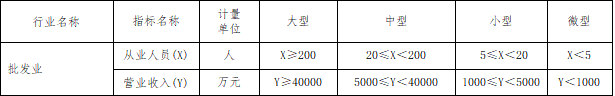 行业名称 指标名称 计量单位 大型 中型 小型 微型
批发业 从业人员(X) 人 X≥200 20≤X<200 5≤X<20 X<5
营业收入(Y) 万元 Y≥40000 5000≤Y<40000 1000≤Y<5000 Y<1000